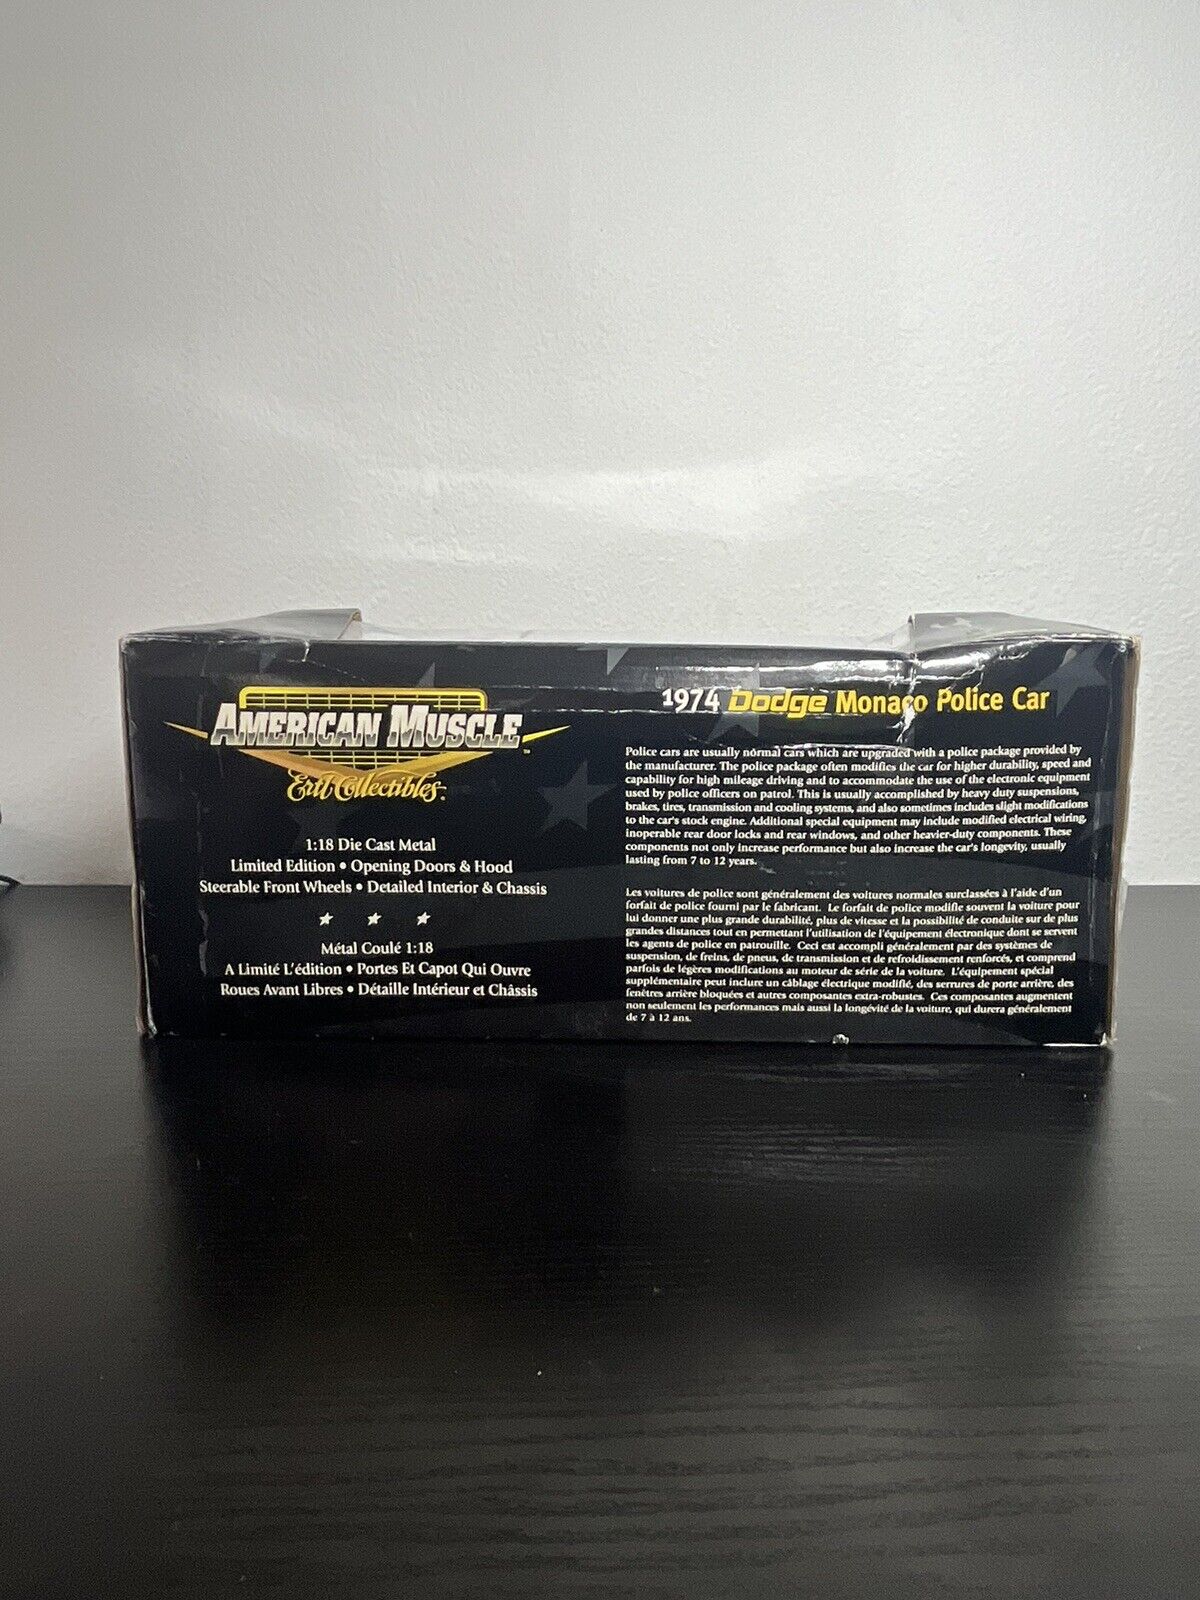 AMERICAN MUSCLE™
Ertl Collectibles®
1:18 Die Cast Metal
Limited Edition • Opening Doors & Hood
Steerable Front Wheels • Detailed Interior & Chassis
Métal Coulé 1:18
A Limité L'édition • Portes Et Capot Qui Ouvre
Roues Avant Libres • Détaille Intérieur et Châssis
1974 Dodge Monaco Police Car
Police cars are usually normal cars which are upgraded with a police package provided by
the manufacturer. The police package often modifies the car for higher durability, speed and
capability for high mileage driving and to accommodate the use of the electronic equipment
used by police officers on patrol. This is usually accomplished by heavy duty suspensions,
brakes, tires, transmission and cooling systems, and also sometimes includes slight modifications
to the car's stock engine. Additional special equipment may include modified electrical wiring,
inoperable rear door locks and rear windows, and other heavier-duty components. These
components not only increase performance but also increase the car's longevity, usually
lasting from 7 to 12 years.
Les voitures de police sont généralement des voitures normales surclassées à l'aide d'un
forfait de police fourni par le fabricant. Le forfait de police modifie souvent la voiture pour
lui donner une plus grande durabilité, plus de vitesse et la possibilité de conduite sur de plus
grandes distances tout en permettant l'utilisation de l'équipement électronique dont se servent
les agents de police en patrouille. Ceci est accompli généralement par des systèmes de
suspension, de freins, de pneus, de transmission et de refroidissement renforcés, et comprend
parfois de légères modifications au moteur de série de la voiture. L'équipement spécial
supplémentaire peut inclure un câblage électrique modifié, des serrures de porte arrière, des
fenêtres arrière bloquées et autres composantes extra-robustes. Ces composantes augmentent
non seulement les performances mais aussi la longévité de la voiture, qui durera généralement
de 7 à 12 ans.